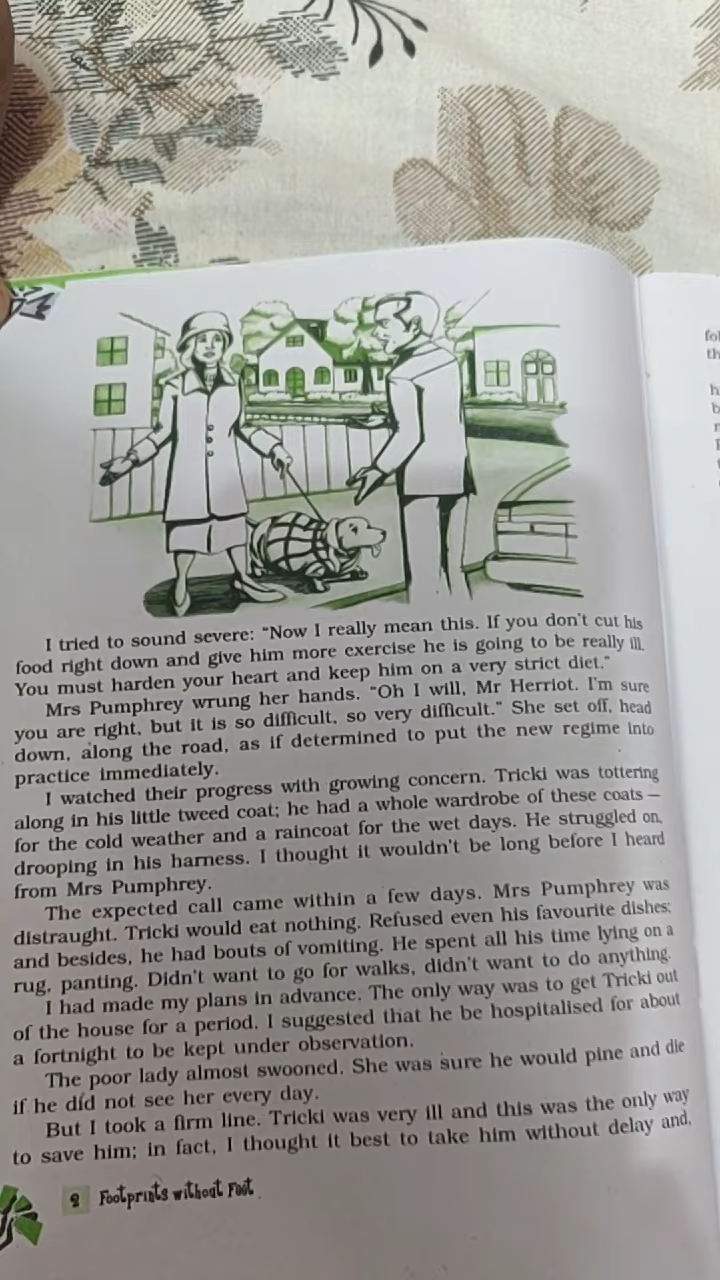 I tried to sound severe: “Now I really mean this. If you don't cut his
food right down and give him more exercise he is going to be really ill.
You must harden your heart and keep him on a very strict diet.”
Mrs Pumphrey wrung her hands. “Oh I will, Mr Herriot. I'm sure
you are right, but it is so difficult, so very difficult.” She set off, head
down, along the road, as if determined to put the new regime into
practice immediately.
I watched their progress with growing concern. Tricki was tottering
along in his little tweed coat; he had a whole wardrobe of these coats —
for the cold weather and a raincoat for the wet days. He struggled on,
drooping in his harness. I thought it wouldn't be long before I heard
from Mrs Pumphrey.
The expected call came within a few days. Mrs Pumphrey was
distraught. Tricki would eat nothing. Refused even his favourite dishes;
and besides, he had bouts of vomiting. He spent all his time lying on a
rug, panting. Didn't want to go for walks, didn't want to do anything.
I had made my plans in advance. The only way was to get Tricki out
of the house for a period. I suggested that he be hospitalised for about
a fortnight to be kept under observation.
The poor lady almost swooned. She was sure he would pine and die
if he did not see her every day.
But I took a firm line. Tricki was very ill and this was the only way
to save him; in fact, I thought it best to take him without delay and,
2 Footprints without Feet